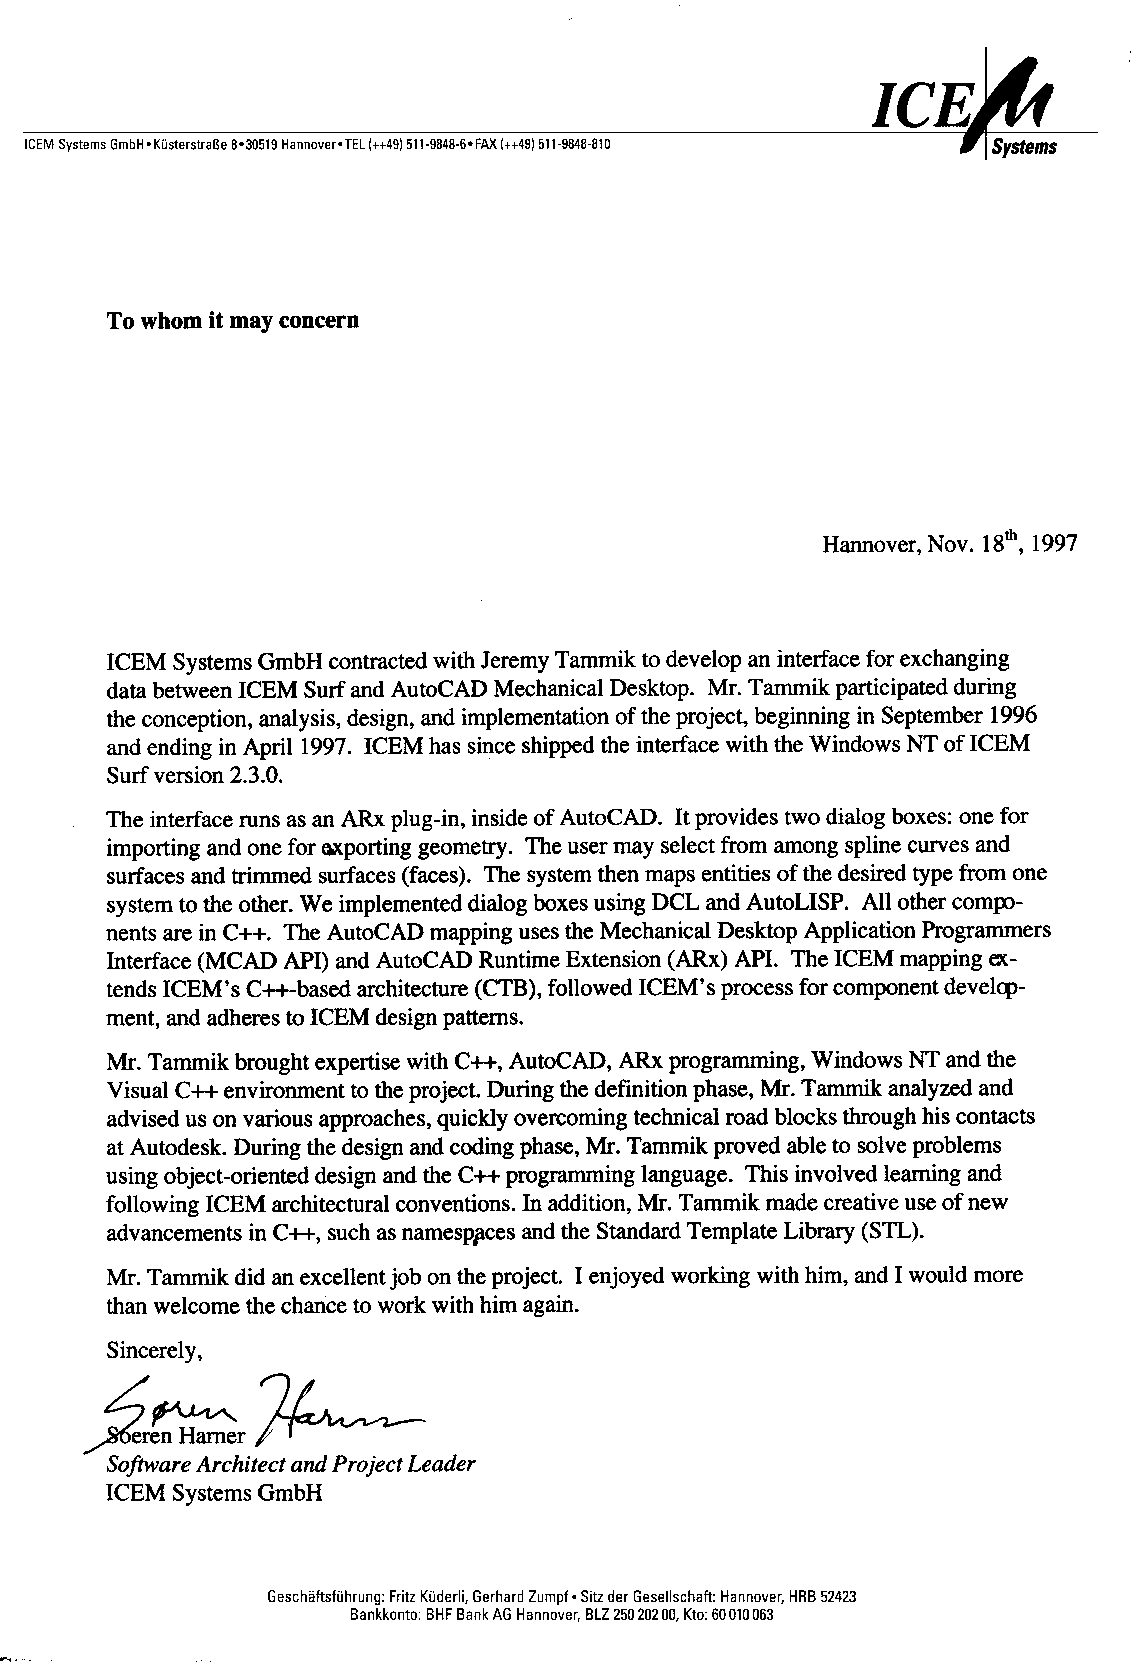 ICEM
Systems
ICEM Systems GmbH•Küsterstraße 8•30519 Hannover•TEL (++49) 511-9848-6•FAX (++49) 511-9848-810
To whom it may concern
Hannover, Nov. 18th, 1997
ICEM Systems GmbH contracted with Jeremy Tammik to develop an interface for exchanging
data between ICEM Surf and AutoCAD Mechanical Desktop. Mr. Tammik participated during
the conception, analysis, design, and implementation of the project, beginning in September 1996
and ending in April 1997. ICEM has since shipped the interface with the Windows NT of ICEM
Surf version 2.3.0.
The interface runs as an ARx plug-in, inside of AutoCAD. It provides two dialog boxes: one for
importing and one for exporting geometry. The user may select from among spline curves and
surfaces and trimmed surfaces (faces). The system then maps entities of the desired type from one
system to the other. We implemented dialog boxes using DCL and AutoLISP. All other compo-
nents are in C++. The AutoCAD mapping uses the Mechanical Desktop Application Programmers
Interface (MCAD API) and AutoCAD Runtime Extension (ARx) API. The ICEM mapping ex-
tends ICEM's C++-based architecture (CTB), followed ICEM's process for component develop-
ment, and adheres to ICEM design patterns.
Mr. Tammik brought expertise with C++, AutoCAD, ARx programming, Windows NT and the
Visual C++ environment to the project. During the definition phase, Mr. Tammik analyzed and
advised us on various approaches, quickly overcoming technical road blocks through his contacts
at Autodesk. During the design and coding phase, Mr. Tammik proved able to solve problems
using object-oriented design and the C++ programming language. This involved learning and
following ICEM architectural conventions. In addition, Mr. Tammik made creative use of new
advancements in C++, such as namespaces and the Standard Template Library (STL).
Mr. Tammik did an excellent job on the project. I enjoyed working with him, and I would more
than welcome the chance to work with him again.
Sincerely,
Søren Harner
Soeren Harner
Software Architect and Project Leader
ICEM Systems GmbH
Geschäftsführung: Fritz Küderli, Gerhard Zumpf • Sitz der Gesellschaft: Hannover, HRB 52423
Bankkonto: BHF Bank AG Hannover, BLZ 250 202 00, Kto: 60 010 063